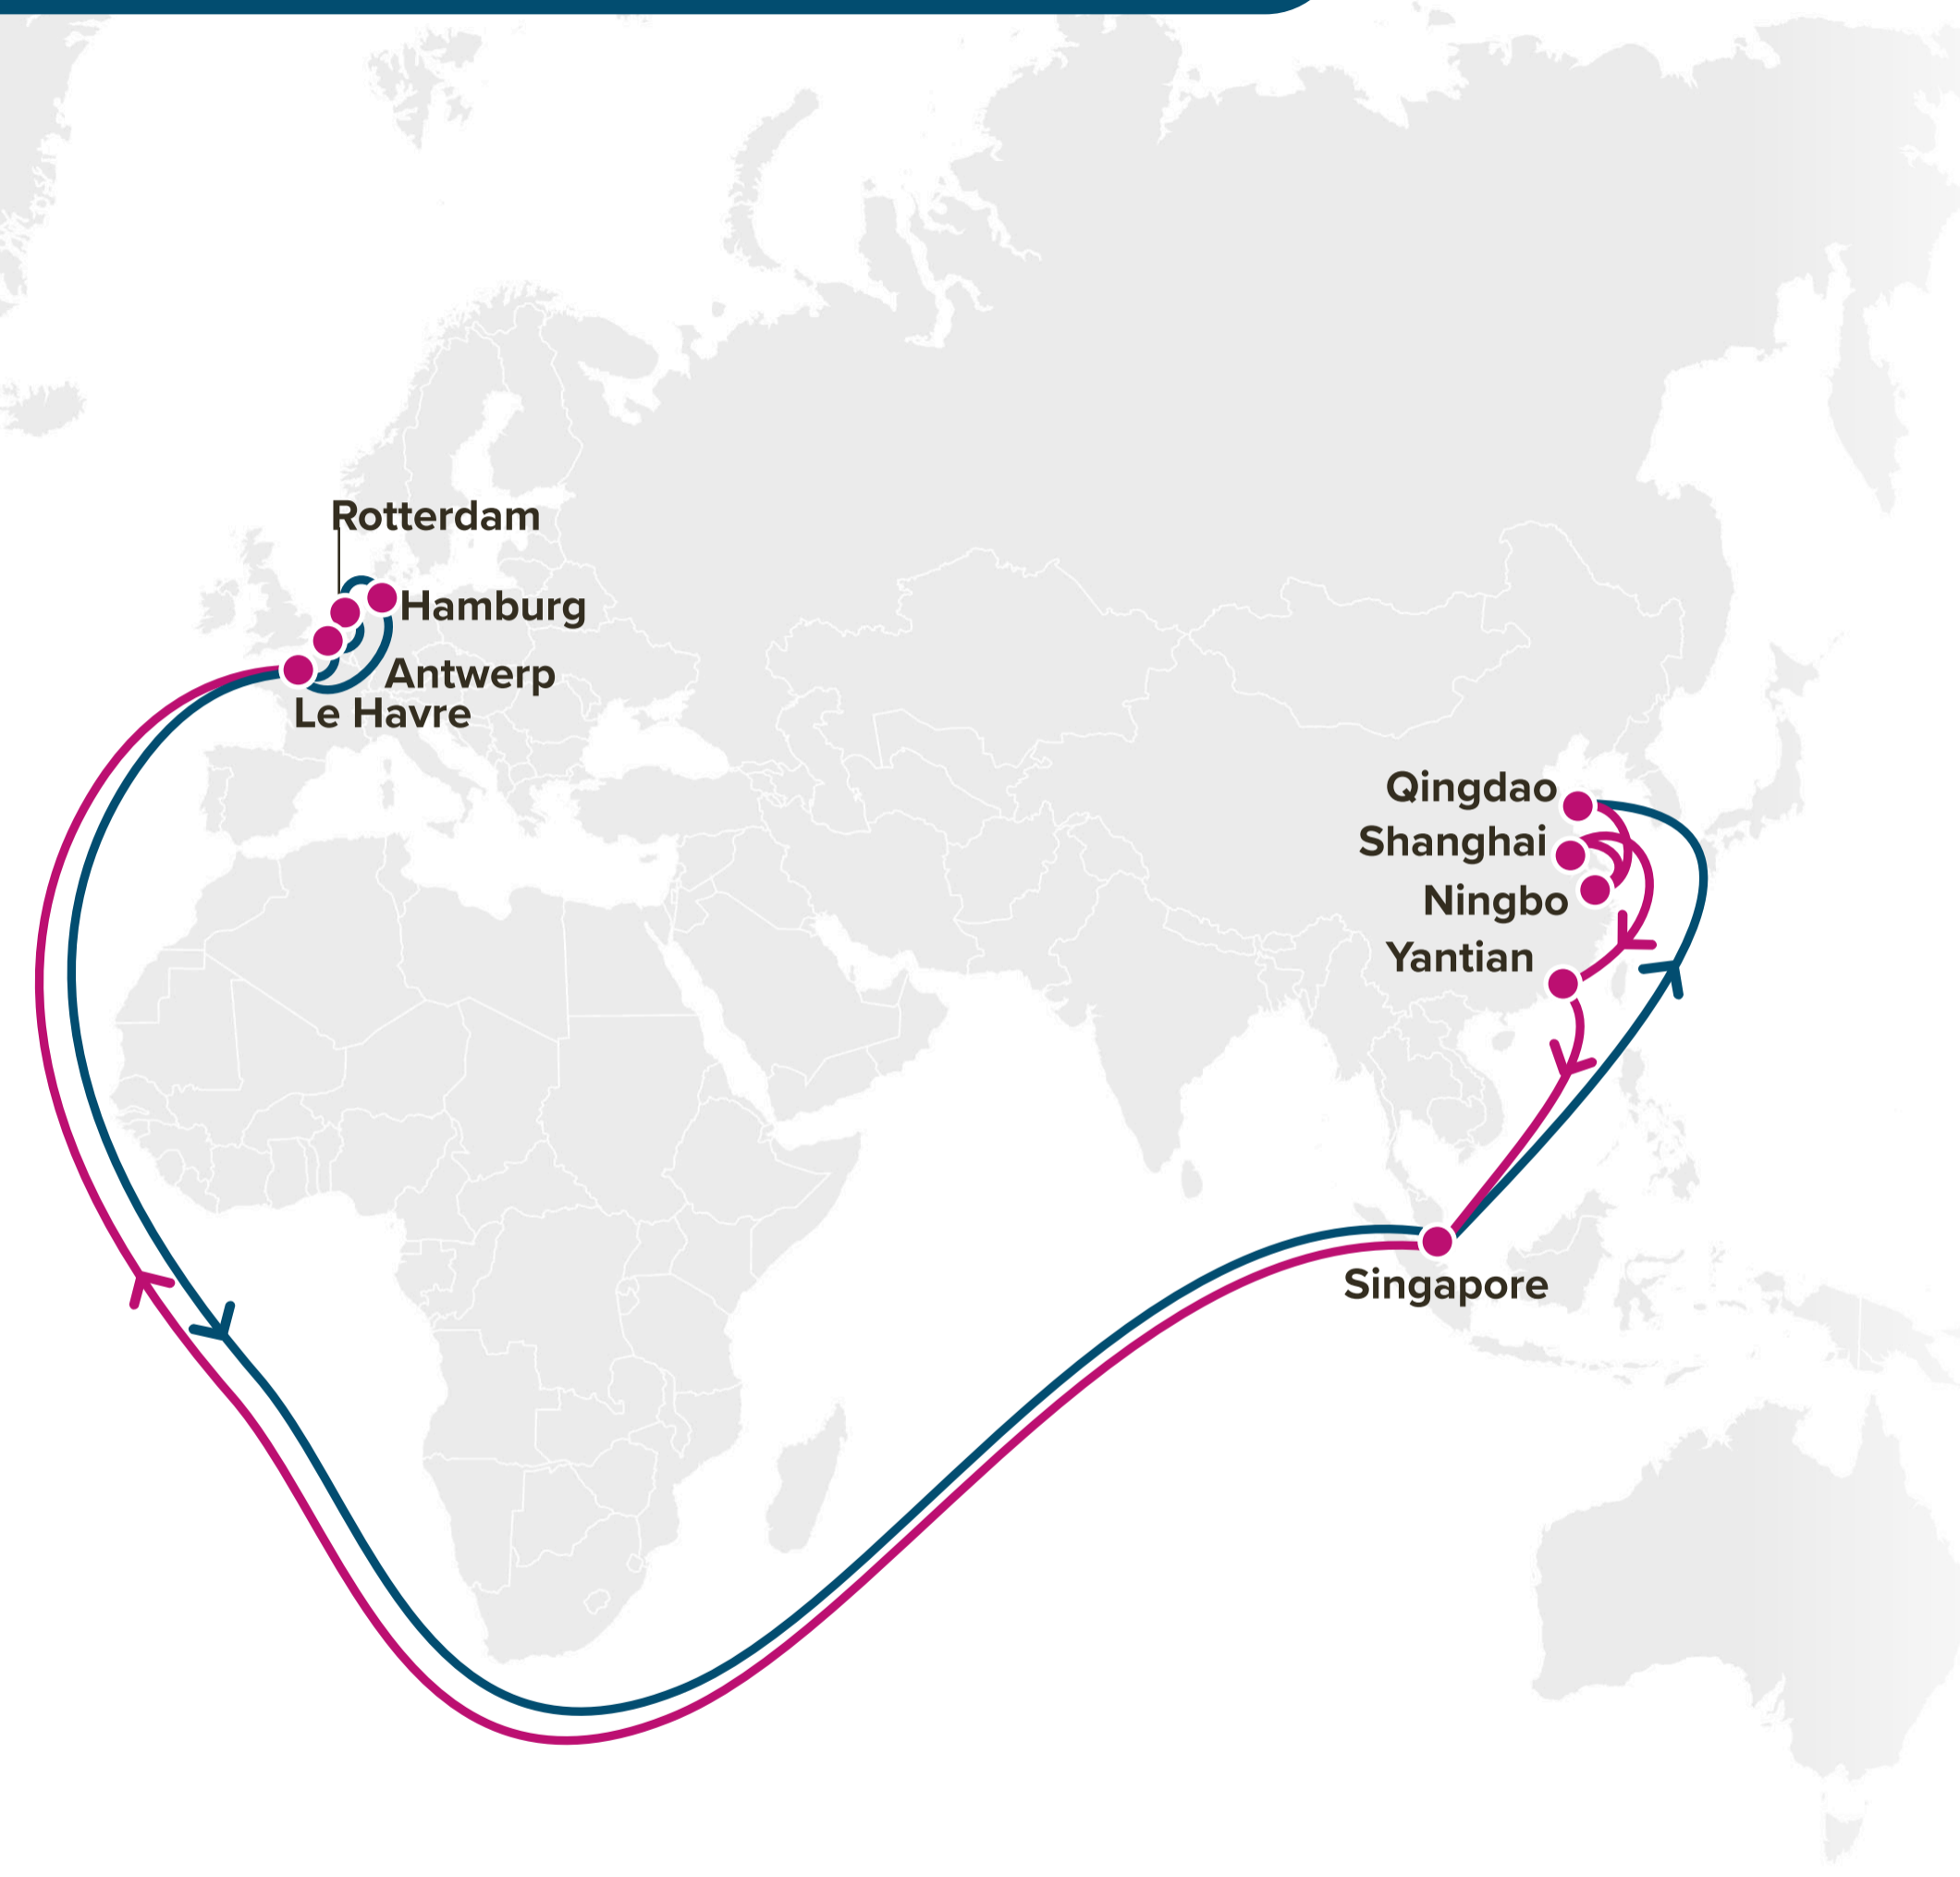 Rotterdam
Hamburg
Antwerp
Le Havre
Qingdao
Shanghai
Ningbo
Yantian
Singapore